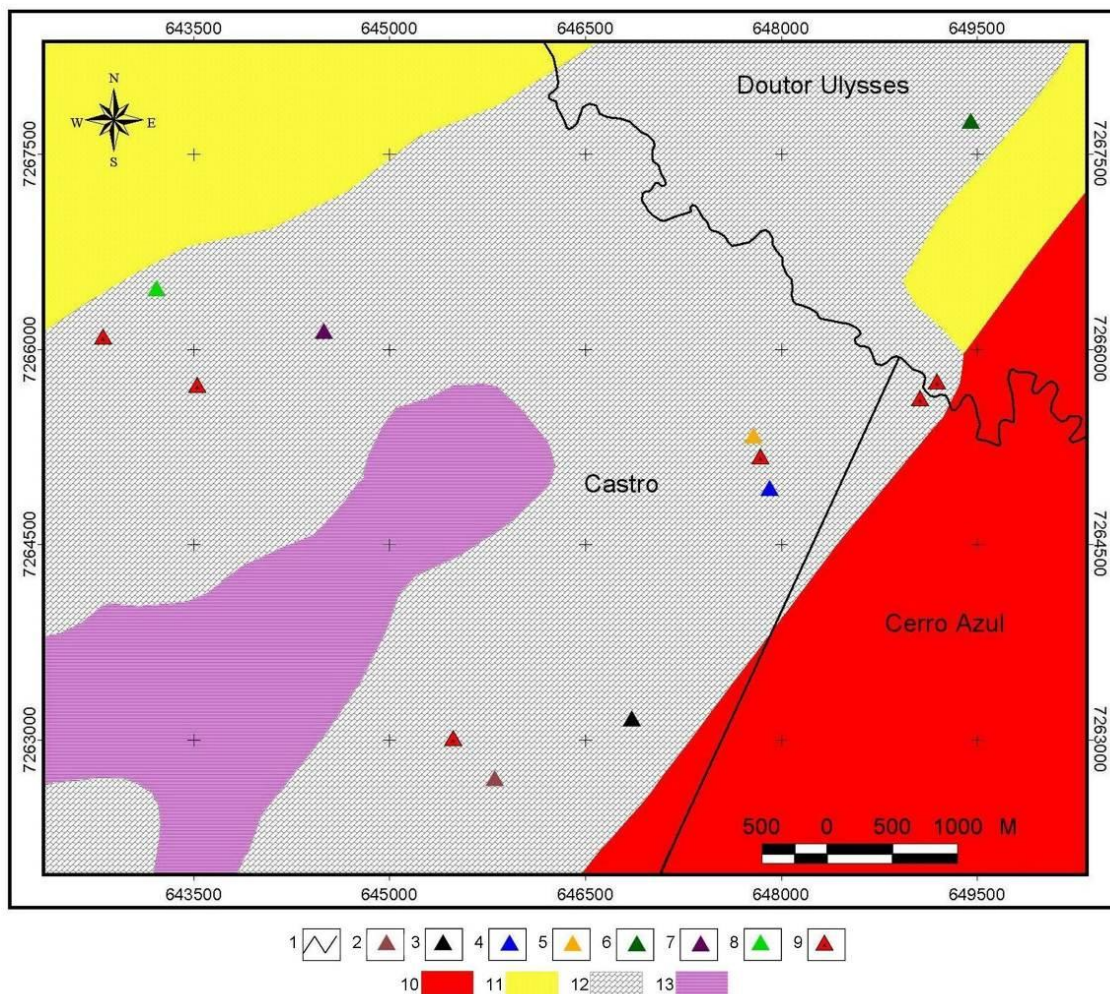 643500 645000 646500 648000 649500
Doutor Ulysses
N
W E
S
7267500 7267500
7266000 7266000
Castro
7264500 7264500
Cerro Azul
7263000 7263000
500 0 500 1000 M
643500 645000 646500 648000 649500
1 2 3 4 5 6 7 8 9
10 11 12 13